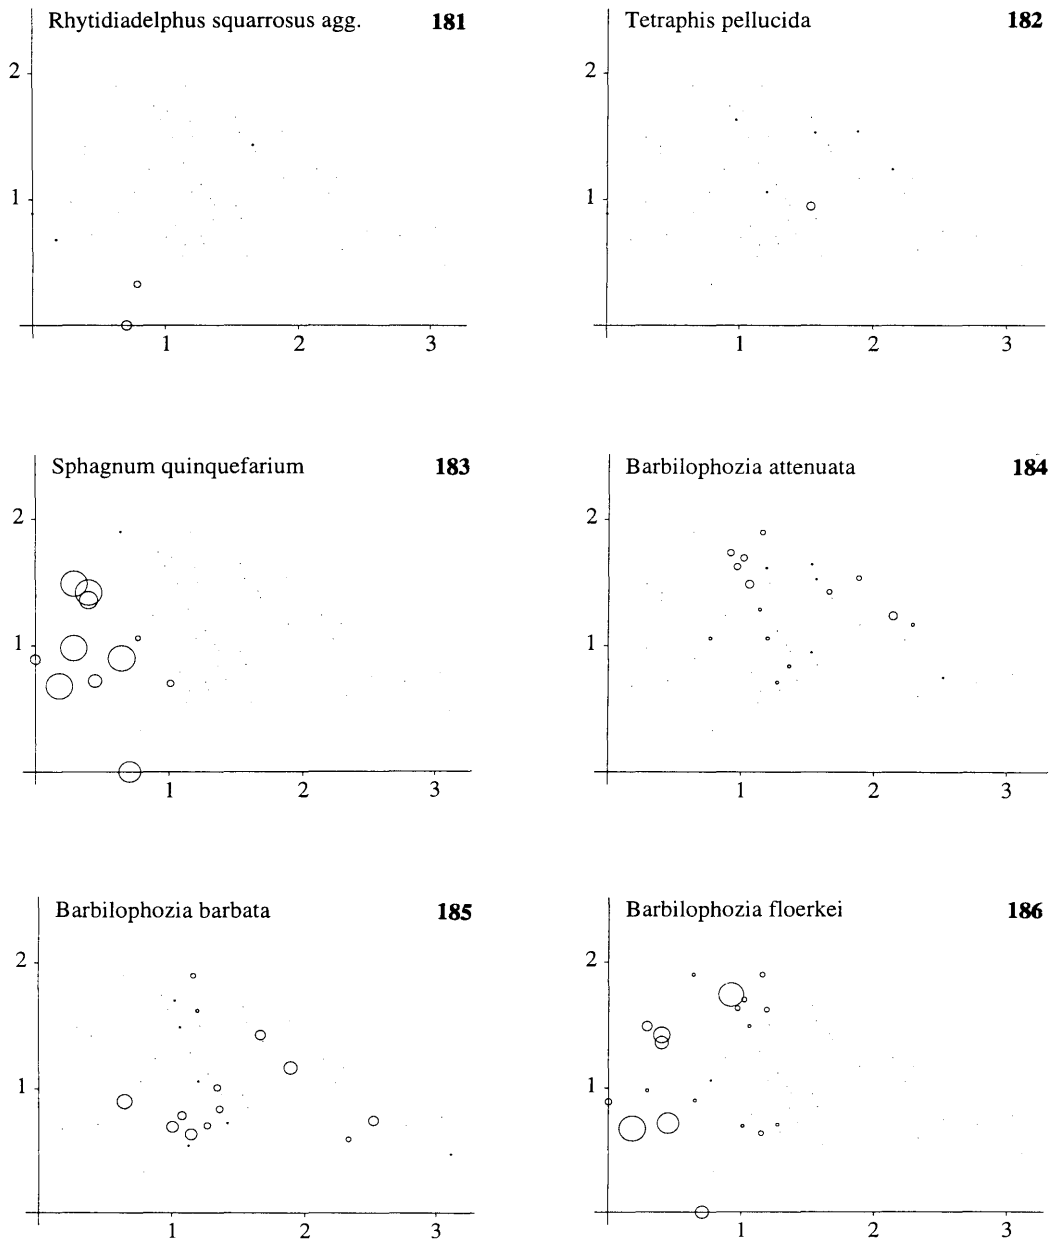 Rhytidiadelphus squarrosus agg. 181
Tetraphis pellucida 182
2
1
1 2 3
2
1
1 2 3
Sphagnum quinquefarium 183
Barbilophozia attenuata 184
2
1
1 2 3
2
1
1 2 3
Barbilophozia barbata 185
Barbilophozia floerkei 186
2
1
1 2 3
2
1
1 2 3